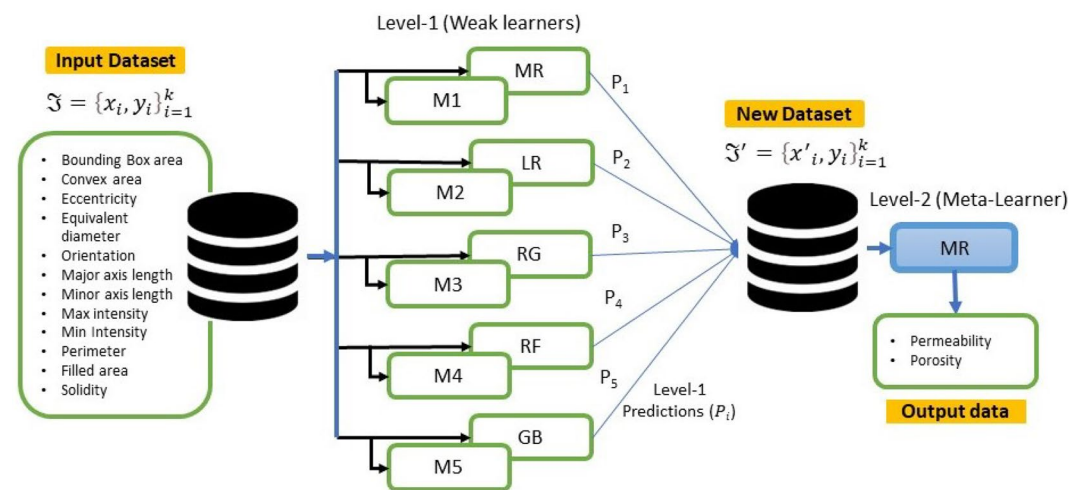 Level-1 (Weak learners)
Input Dataset
ℑ = {xᵢ, yᵢ}ᵏᵢ₌₁
• Bounding Box area
• Convex area
• Eccentricity
• Equivalent
diameter
• Orientation
• Major axis length
• Minor axis length
• Max intensity
• Min Intensity
• Perimeter
• Filled area
• Solidity
MR
M1
LR
M2
RG
M3
RF
M4
GB
M5
P₁
P₂
P₃
P₄
P₅
Level-1
Predictions (Pᵢ)
New Dataset
ℑ′ = {x′ᵢ, yᵢ}ᵏᵢ₌₁
Level-2 (Meta-Learner)
MR
• Permeability
• Porosity
Output data